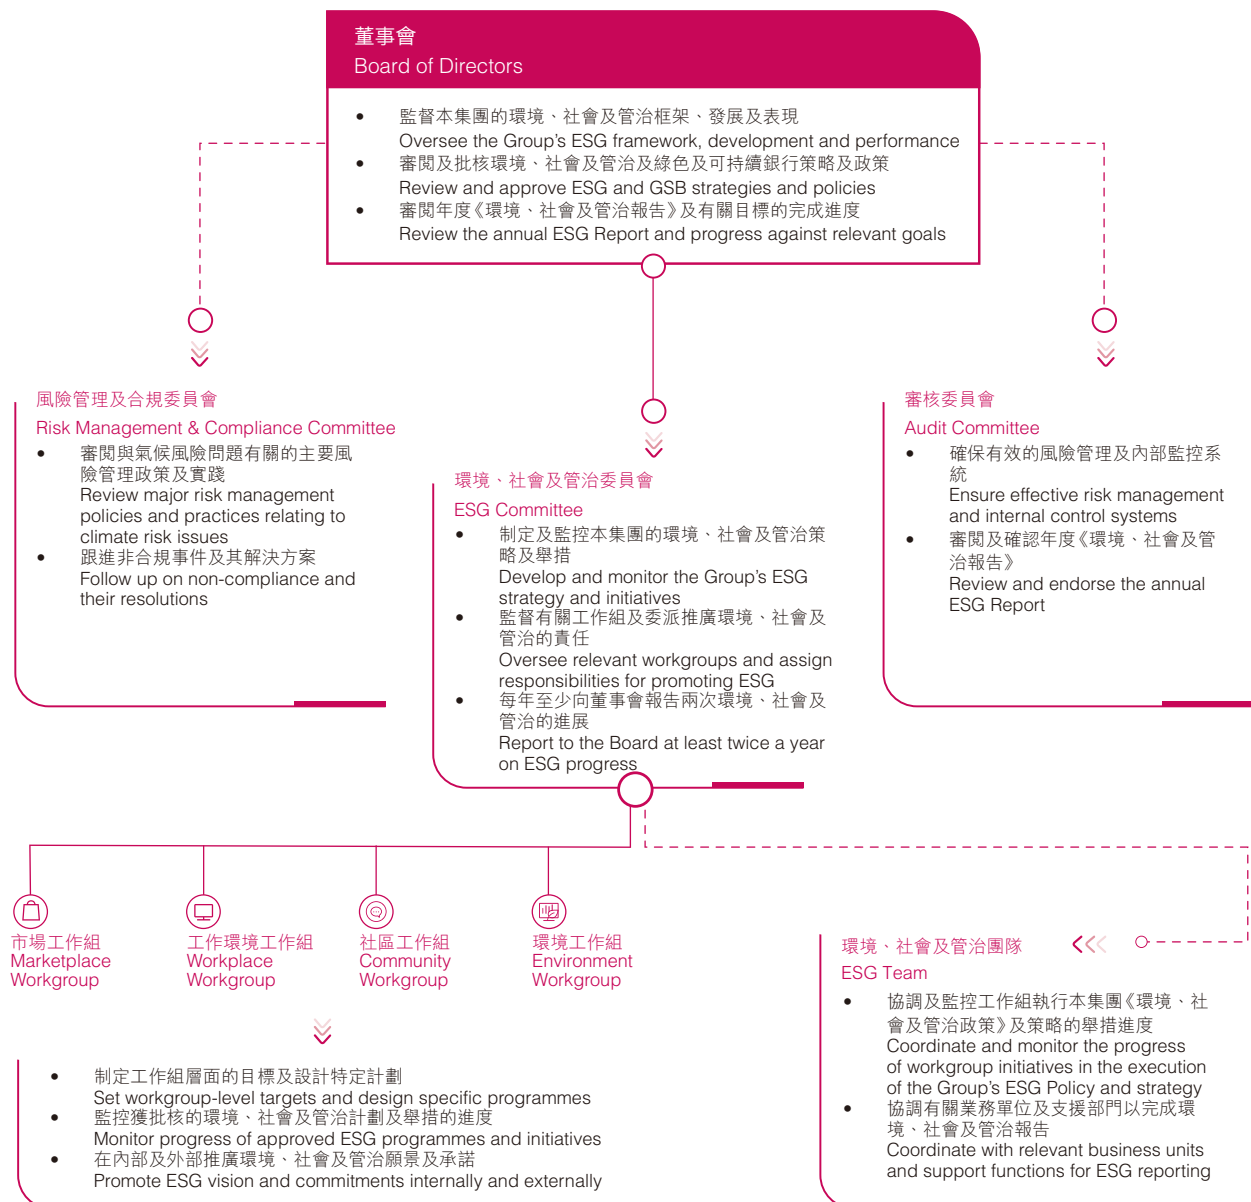 董事會
Board of Directors
• 監督本集團的環境、社會及管治框架、發展及表現
Oversee the Group's ESG framework, development and performance
• 審閱及批核環境、社會及管治及綠色及可持續銀行策略及政策
Review and approve ESG and GSB strategies and policies
• 審閱年度《環境、社會及管治報告》及有關目標的完成進度
Review the annual ESG Report and progress against relevant goals
風險管理及合規委員會
Risk Management & Compliance Committee
• 審閱與氣候風險問題有關的主要風
險管理政策及實踐
Review major risk management
policies and practices relating to
climate risk issues
• 跟進非合規事件及其解決方案
Follow up on non-compliance and
their resolutions
環境、社會及管治委員會
ESG Committee
• 制定及監控本集團的環境、社會及管治策
略及舉措
Develop and monitor the Group's ESG
strategy and initiatives
• 監督有關工作組及委派推廣環境、社會及
管治的責任
Oversee relevant workgroups and assign
responsibilities for promoting ESG
• 每年至少向董事會報告兩次環境、社會及
管治的進展
Report to the Board at least twice a year
on ESG progress
審核委員會
Audit Committee
• 確保有效的風險管理及內部監控系
統
Ensure effective risk management
and internal control systems
• 審閱及確認年度《環境、社會及管
治報告》
Review and endorse the annual
ESG Report
市場工作組
Marketplace
Workgroup
工作環境工作組
Workplace
Workgroup
社區工作組
Community
Workgroup
環境工作組
Environment
Workgroup
• 制定工作組層面的目標及設計特定計劃
Set workgroup-level targets and design specific programmes
• 監控獲批核的環境、社會及管治計劃及舉措的進度
Monitor progress of approved ESG programmes and initiatives
• 在內部及外部推廣環境、社會及管治願景及承諾
Promote ESG vision and commitments internally and externally
環境、社會及管治團隊
ESG Team
• 協調及監控工作組執行本集團《環境、社
會及管治政策》及策略的舉措進度
Coordinate and monitor the progress
of workgroup initiatives in the execution
of the Group's ESG Policy and strategy
• 協調有關業務單位及支援部門以完成環
境、社會及管治報告
Coordinate with relevant business units
and support functions for ESG reporting